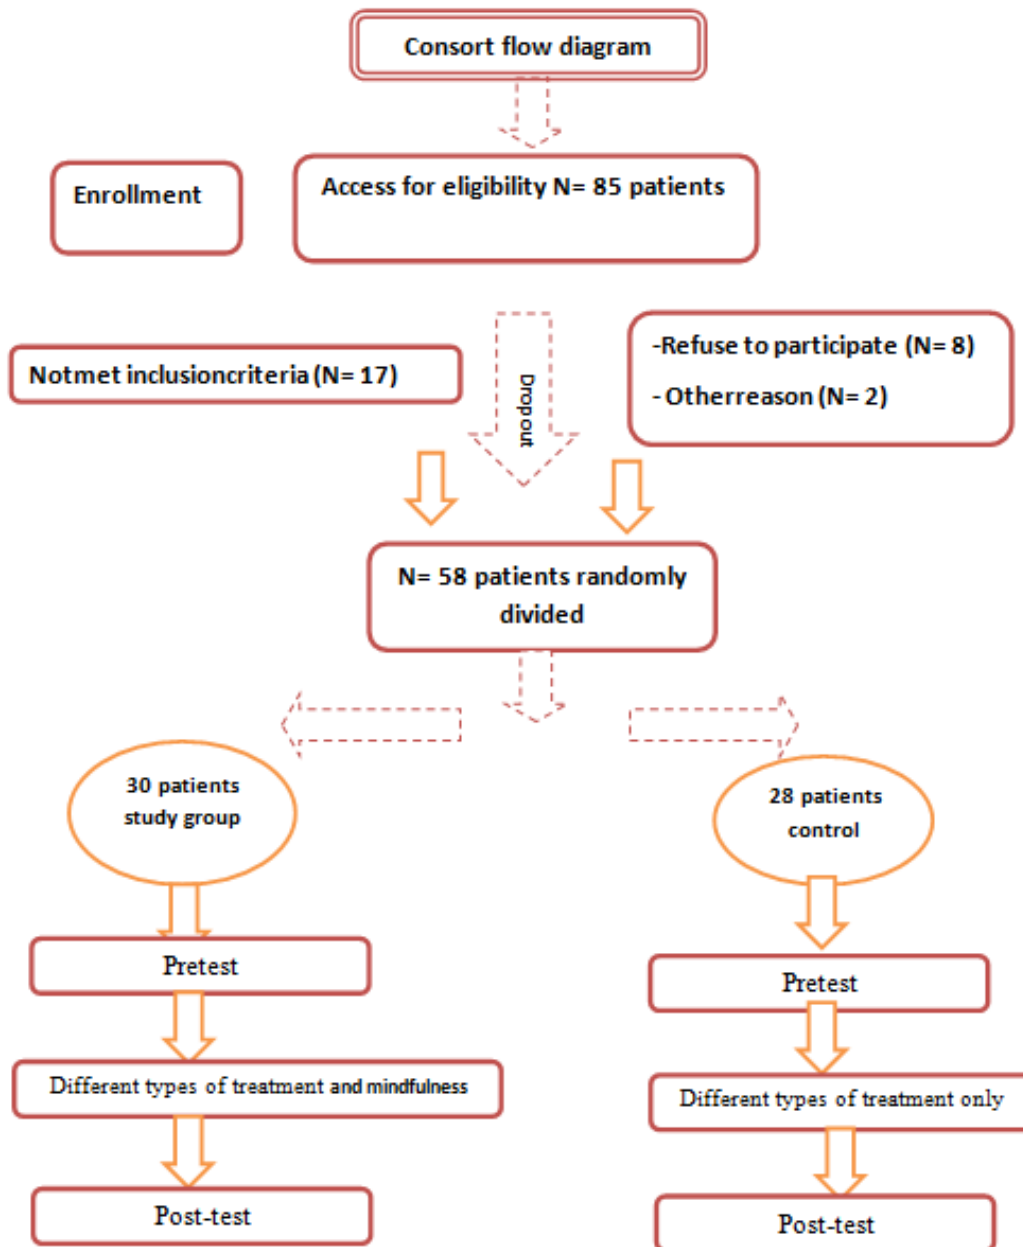 Consort flow diagram
Enrollment
Access for eligibility N= 85 patients
Notmet inclusioncriteria (N= 17)
Drop out
-Refuse to participate (N= 8)
- Otherreason (N= 2)
N= 58 patients randomly
divided
30 patients
study group
28 patients
control
Pretest
Pretest
Different types of treatment and mindfulness
Different types of treatment only
Post-test
Post-test